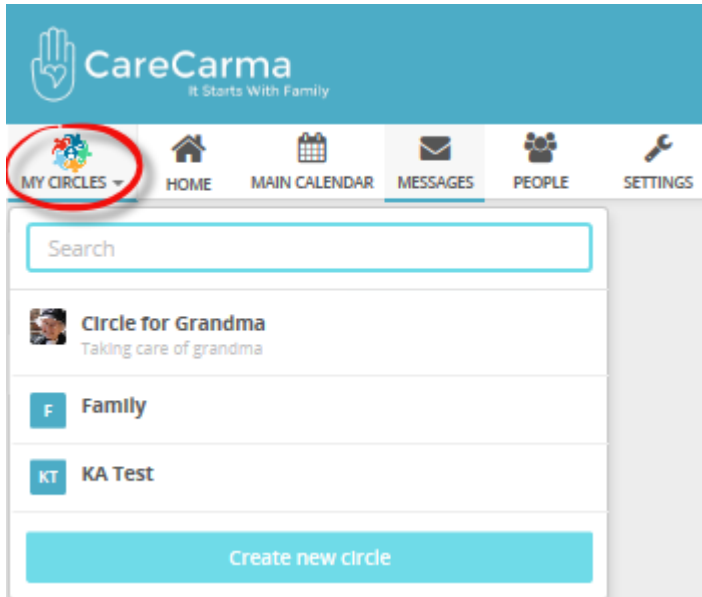 CareCarma
It Starts With Family
MY CIRCLES
HOME
MAIN CALENDAR
MESSAGES
PEOPLE
SETTINGS
Search
Circle for Grandma
Taking care of grandma
F
Family
KT
KA Test
Create new circle